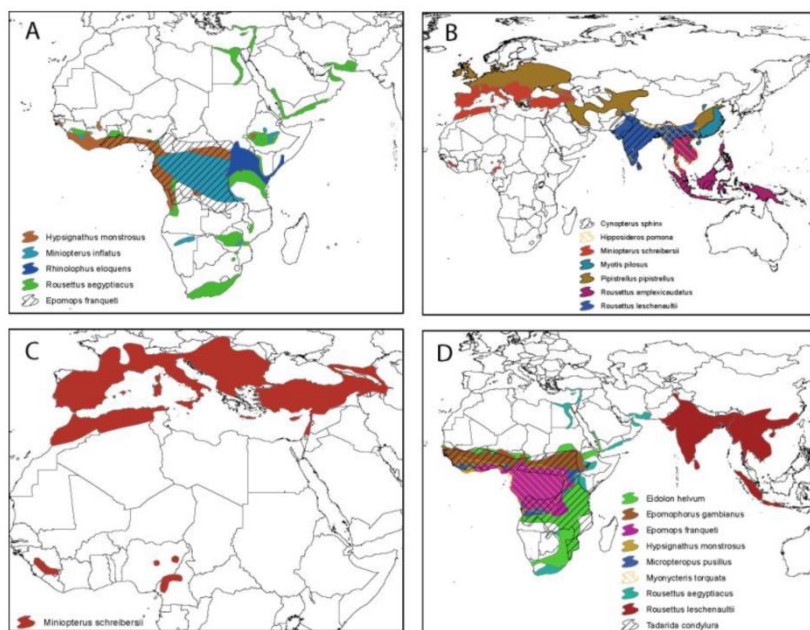 A
Hypsignathus monstrosus
Miniopterus inflatus
Rhinolophus eloquens
Rousettus aegyptiacus
Epomops franqueti
B
Cynopterus sphinx
Hipposideros pomona
Miniopterus schreibersii
Myotis pilosus
Pipistrellus pipistrellus
Rousettus amplexicaudatus
Rousettus leschenaultii
C
Miniopterus schreibersii
D
Eidolon helvum
Epomophorus gambianus
Epomops franqueti
Hypsignathus monstrosus
Micropteropus pusillus
Myonycteris torquata
Rousettus aegyptiacus
Rousettus leschenaultii
Tadarida condylura